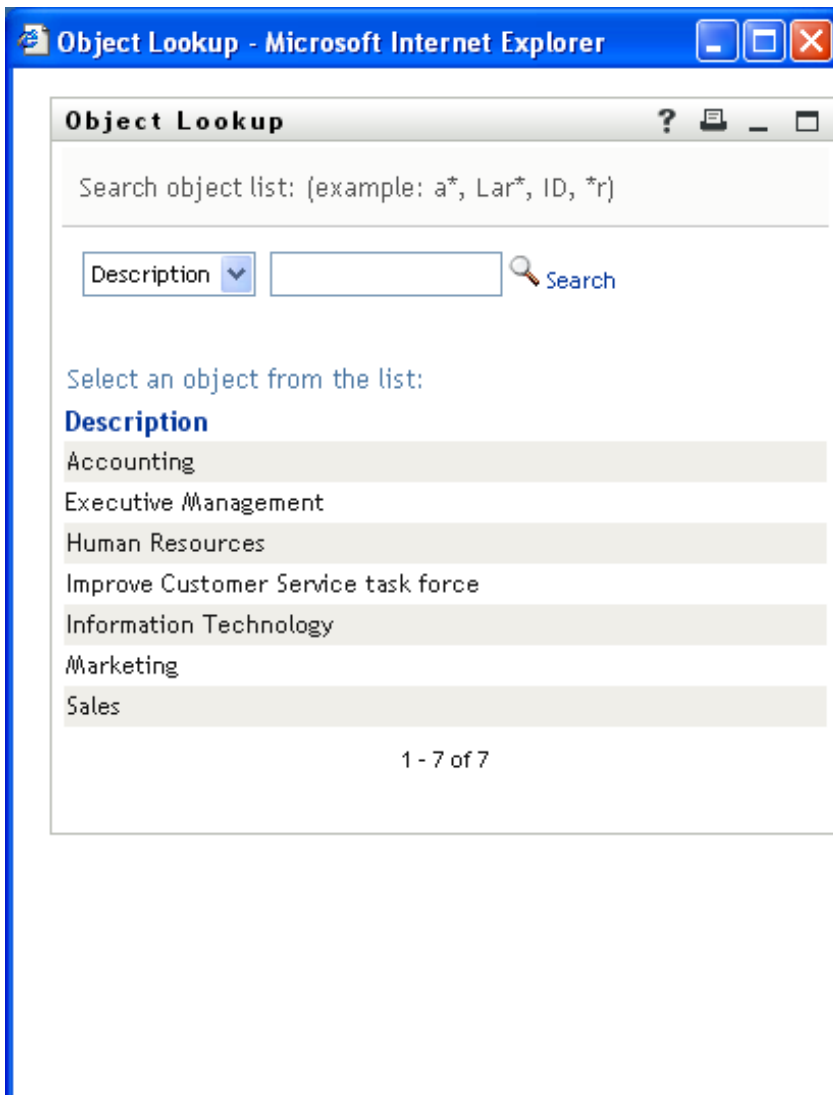 Object Lookup - Microsoft Internet Explorer
Object Lookup
Search object list: (example: a*, Lar*, ID, *r)
Description Search
Select an object from the list:
Description
Accounting
Executive Management
Human Resources
Improve Customer Service task force
Information Technology
Marketing
Sales
1 - 7 of 7